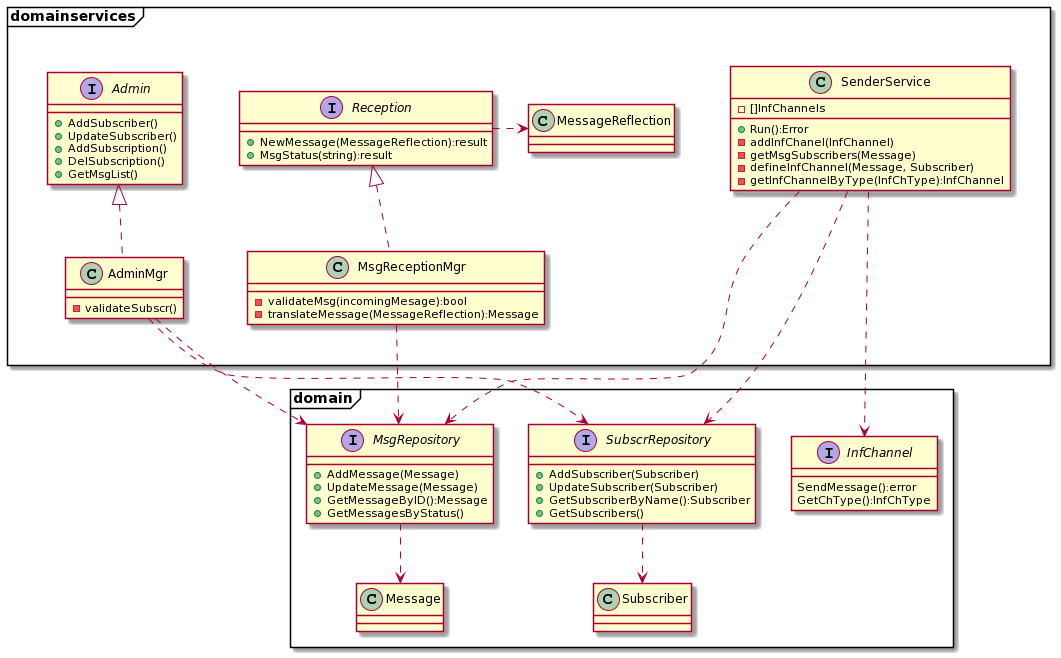 domainservices
I Admin
AddSubscriber()
UpdateSubscriber()
AddSubscription()
DelSubscription()
GetMsgList()
I Reception
NewMessage(MessageReflection):result
MsgStatus(string):result
C MessageReflection
C SenderService
[]InfChannels
Run():Error
addInfChanel(InfChannel)
getMsgSubscribers(Message)
defineInfChannel(Message, Subscriber)
getInfChannelByType(InfChType):InfChannel
C AdminMgr
validateSubscr()
C MsgReceptionMgr
validateMsg(incomingMesage):bool
translateMessage(MessageReflection):Message
domain
I MsgRepository
AddMessage(Message)
UpdateMessage(Message)
GetMessageByID():Message
GetMessagesByStatus()
I SubscrRepository
AddSubscriber(Subscriber)
UpdateSubscriber(Subscriber)
GetSubscriberByName():Subscriber
GetSubscribers()
I InfChannel
SendMessage():error
GetChType():InfChType
C Message
C Subscriber